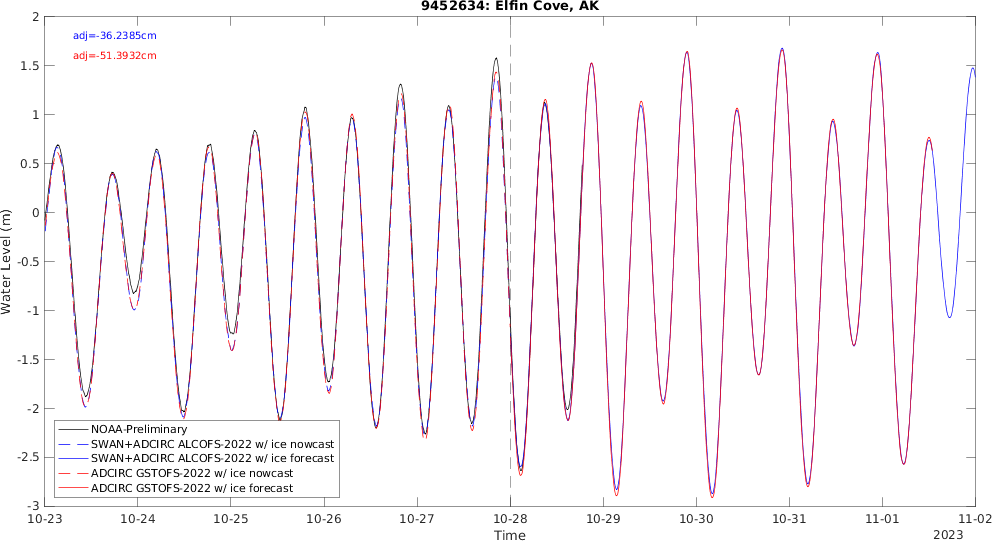 9452634: Elfin Cove, AK
adj=-36.2385cm
adj=-51.3932cm
Water Level (m)
2
1.5
1
0.5
0
-0.5
-1
-1.5
-2
-2.5
-3
NOAA-Preliminary
SWAN+ADCIRC ALCOFS-2022 w/ ice nowcast
SWAN+ADCIRC ALCOFS-2022 w/ ice forecast
ADCIRC GSTOFS-2022 w/ ice nowcast
ADCIRC GSTOFS-2022 w/ ice forecast
10-23 10-24 10-25 10-26 10-27 10-28 10-29 10-30 10-31 11-01 11-02
Time
2023